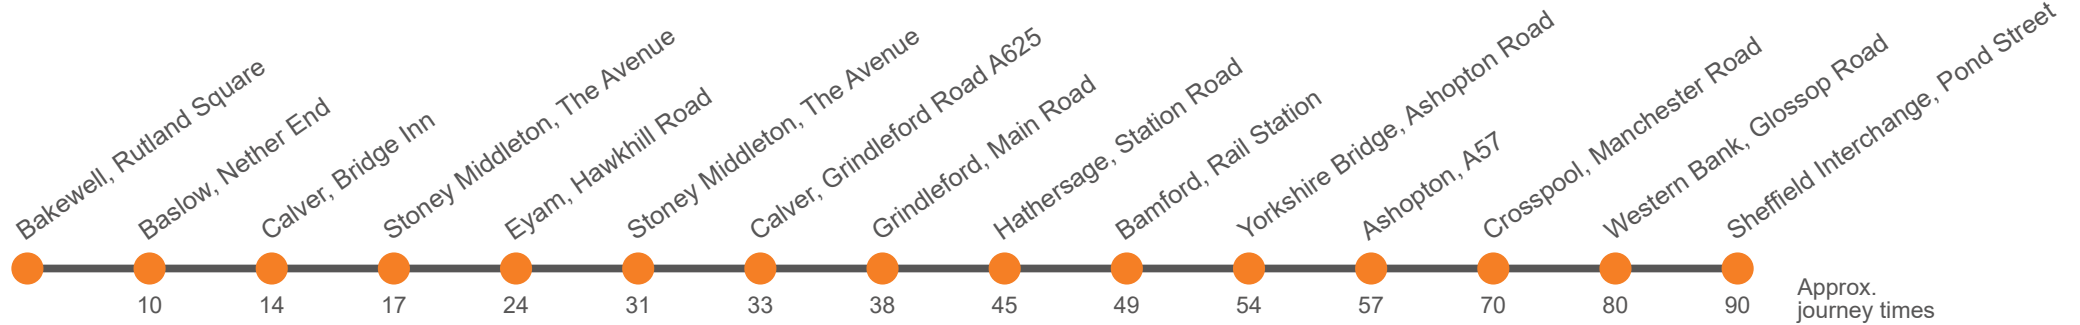 Bakewell, Rutland Square
Baslow, Nether End
Calver, Bridge Inn
Stoney Middleton, The Avenue
Eyam, Hawkhill Road
Stoney Middleton, The Avenue
Calver, Grindleford Road A625
Grindleford, Main Road
Hathersage, Station Road
Bamford, Rail Station
Yorkshire Bridge, Ashopton Road
Ashopton, A57
Crosspool, Manchester Road
Western Bank, Glossop Road
Sheffield Interchange, Pond Street
10 14 17 24 31 33 38 45 49 54 57 70 80 90
Approx.
journey times